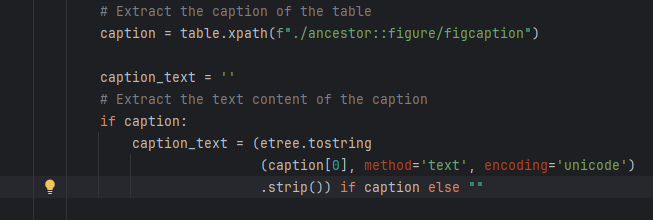 # Extract the caption of the table
caption = table.xpath(f"./ancestor::figure/figcaption")
caption_text = ''
# Extract the text content of the caption
if caption:
caption_text = (etree.tostring
(caption[0], method='text', encoding='unicode')
.strip()) if caption else ""